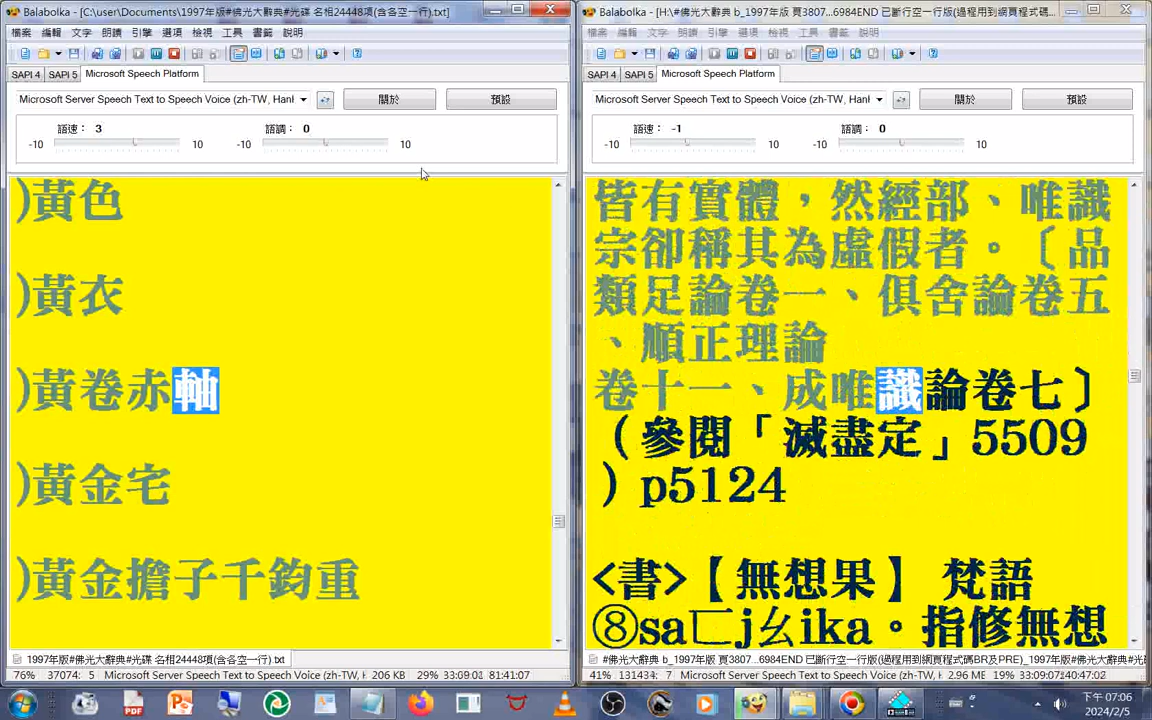 Balabolka - [C:\user\Documents\1997年版#佛光大辭典#光碟 名相24448項(含各空一行).txt]
檔案 編輯 文字 朗讀 引擎 選項 檢視 工具 書籤 說明
SAPI 4 SAPI 5 Microsoft Speech Platform
Microsoft Server Speech Text to Speech Voice (zh-TW, Han
關於 預設
語速： 3 語調： 0
-10 10 -10 10
)黃色
)黃衣
)黃卷赤軸
)黃金宅
)黃金擔子千鈞重
1997年版#佛光大辭典#光碟 名相24448項(含各空一行).txt
76% 37074: 5 Microsoft Server Speech Text to Speech Voice (zh-TW, 206 KB 29% 33:09:0 81:41:07
Balabolka - [H:\#佛光大辭典 b_1997年版 頁3807...6984END 已斷行空一行版(過程用到網頁程式碼...
檔案 編輯 文字 朗讀 引擎 選項 檢視 工具 書籤 說明
SAPI 4 SAPI 5 Microsoft Speech Platform
Microsoft Server Speech Text to Speech Voice (zh-TW, Han
關於 預設
語速： -1 語調： 0
-10 10 -10 10
皆有實體，然經部、唯識
宗卻稱其為虛假者。〔品
類足論卷一、俱舍論卷五
、順正理論
卷十一、成唯識論卷七〕
（參閱「滅盡定」5509
）p5124
<書>【無想果】 梵語
⑧sa匚j幺ika。指修無想
#佛光大辭典 b_1997年版 頁3807...6984END 已斷行空一行版(過程用到網頁程式碼BR及PRE)_1997年版#佛光
41% 131434: 7 Microsoft Server Speech Text to Speech Voice (zh-TW, 2.96 ME 19% 33:09:07 40:47:02
下午 07:06
2024/2/5